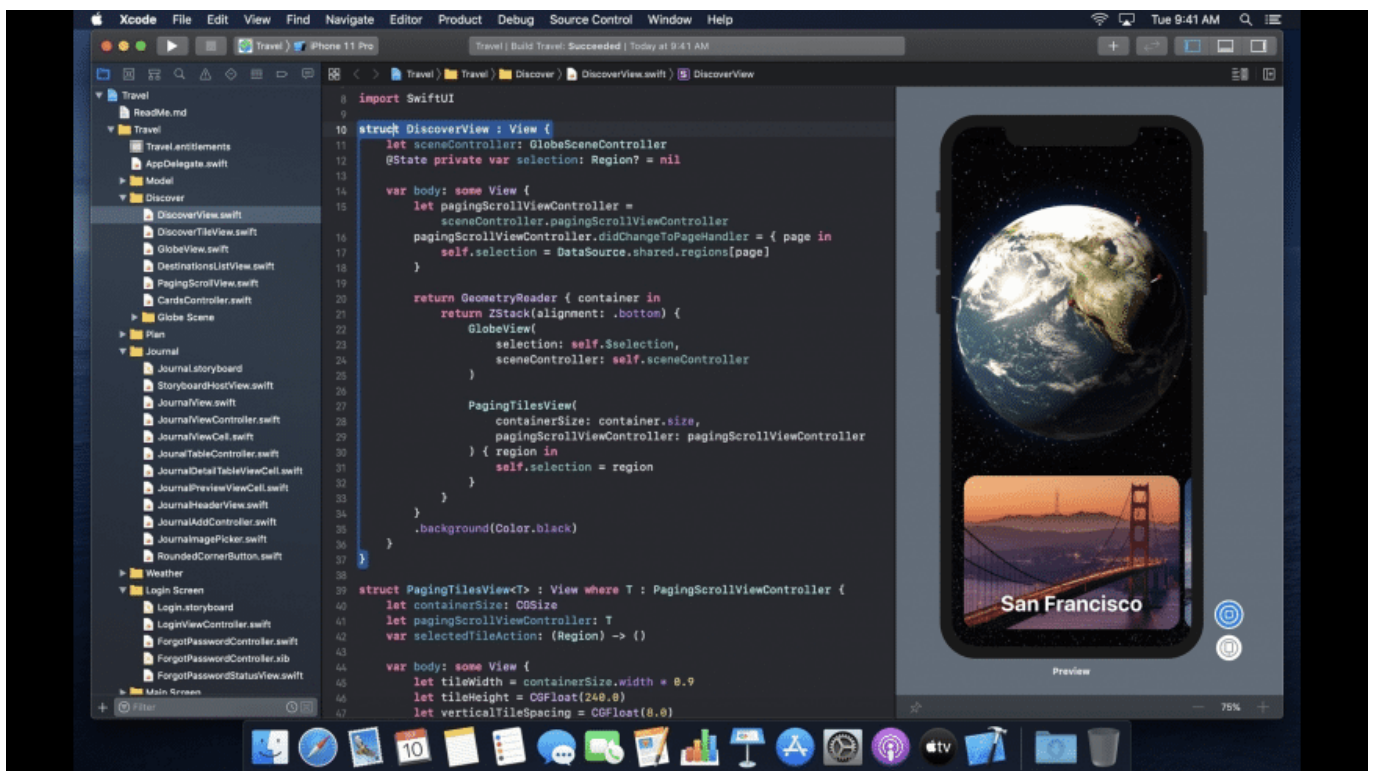 Xcode File Edit View Find Navigate Editor Product Debug Source Control Window Help
Tue 9:41 AM
Travel iPhone 11 Pro
Travel | Build Travel: Succeeded | Today at 9:41 AM
Travel Travel Discover DiscoverView.swift S DiscoverView
Travel
ReadMe.md
Travel
Travel.entitlements
AppDelegate.swift
Model
Discover
DiscoverView.swift
DiscoverTileView.swift
GlobeView.swift
DestinationsListView.swift
PagingScrollView.swift
CardsController.swift
Globe Scene
Plan
Journal
Journal.storyboard
StoryboardHostView.swift
JournalView.swift
JournalViewController.swift
JournalViewCell.swift
JounalTableController.swift
JournalDetailTableViewCell.swift
JournalPreviewViewCell.swift
JournalHeaderView.swift
JournalAddController.swift
JournalImagePicker.swift
RoundedCornerButton.swift
Weather
Login Screen
Login.storyboard
LoginViewController.swift
ForgotPasswordController.swift
ForgotPasswordController.xib
ForgotPasswordStatusView.swift
Main Screen
Filter
8 import SwiftUI
9
10 struct DiscoverView : View {
11 let sceneController: GlobeSceneController
12 @State private var selection: Region? = nil
13
14 var body: some View {
15 let pagingScrollViewController =
sceneController.pagingScrollViewController
16 pagingScrollViewController.didChangeToPageHandler = { page in
17 self.selection = DataSource.shared.regions[page]
18 }
19
20 return GeometryReader { container in
21 return ZStack(alignment: .bottom) {
22 GlobeView(
23 selection: self.$selection,
24 sceneController: self.sceneController
25 )
26
27 PagingTilesView(
28 containerSize: container.size,
29 pagingScrollViewController: pagingScrollViewController
30 ) { region in
31 self.selection = region
32 }
33 }
34 }
35 .background(Color.black)
36 }
37 }
38
39 struct PagingTilesView<T> : View where T : PagingScrollViewController {
40 let containerSize: CGSize
41 let pagingScrollViewController: T
42 var selectedTileAction: (Region) -> ()
43
44 var body: some View {
45 let tileWidth = containerSize.width * 0.9
46 let tileHeight = CGFloat(240.0)
47 let verticalTileSpacing = CGFloat(8.0)
San Francisco
Preview
75%
SEP
10
tv